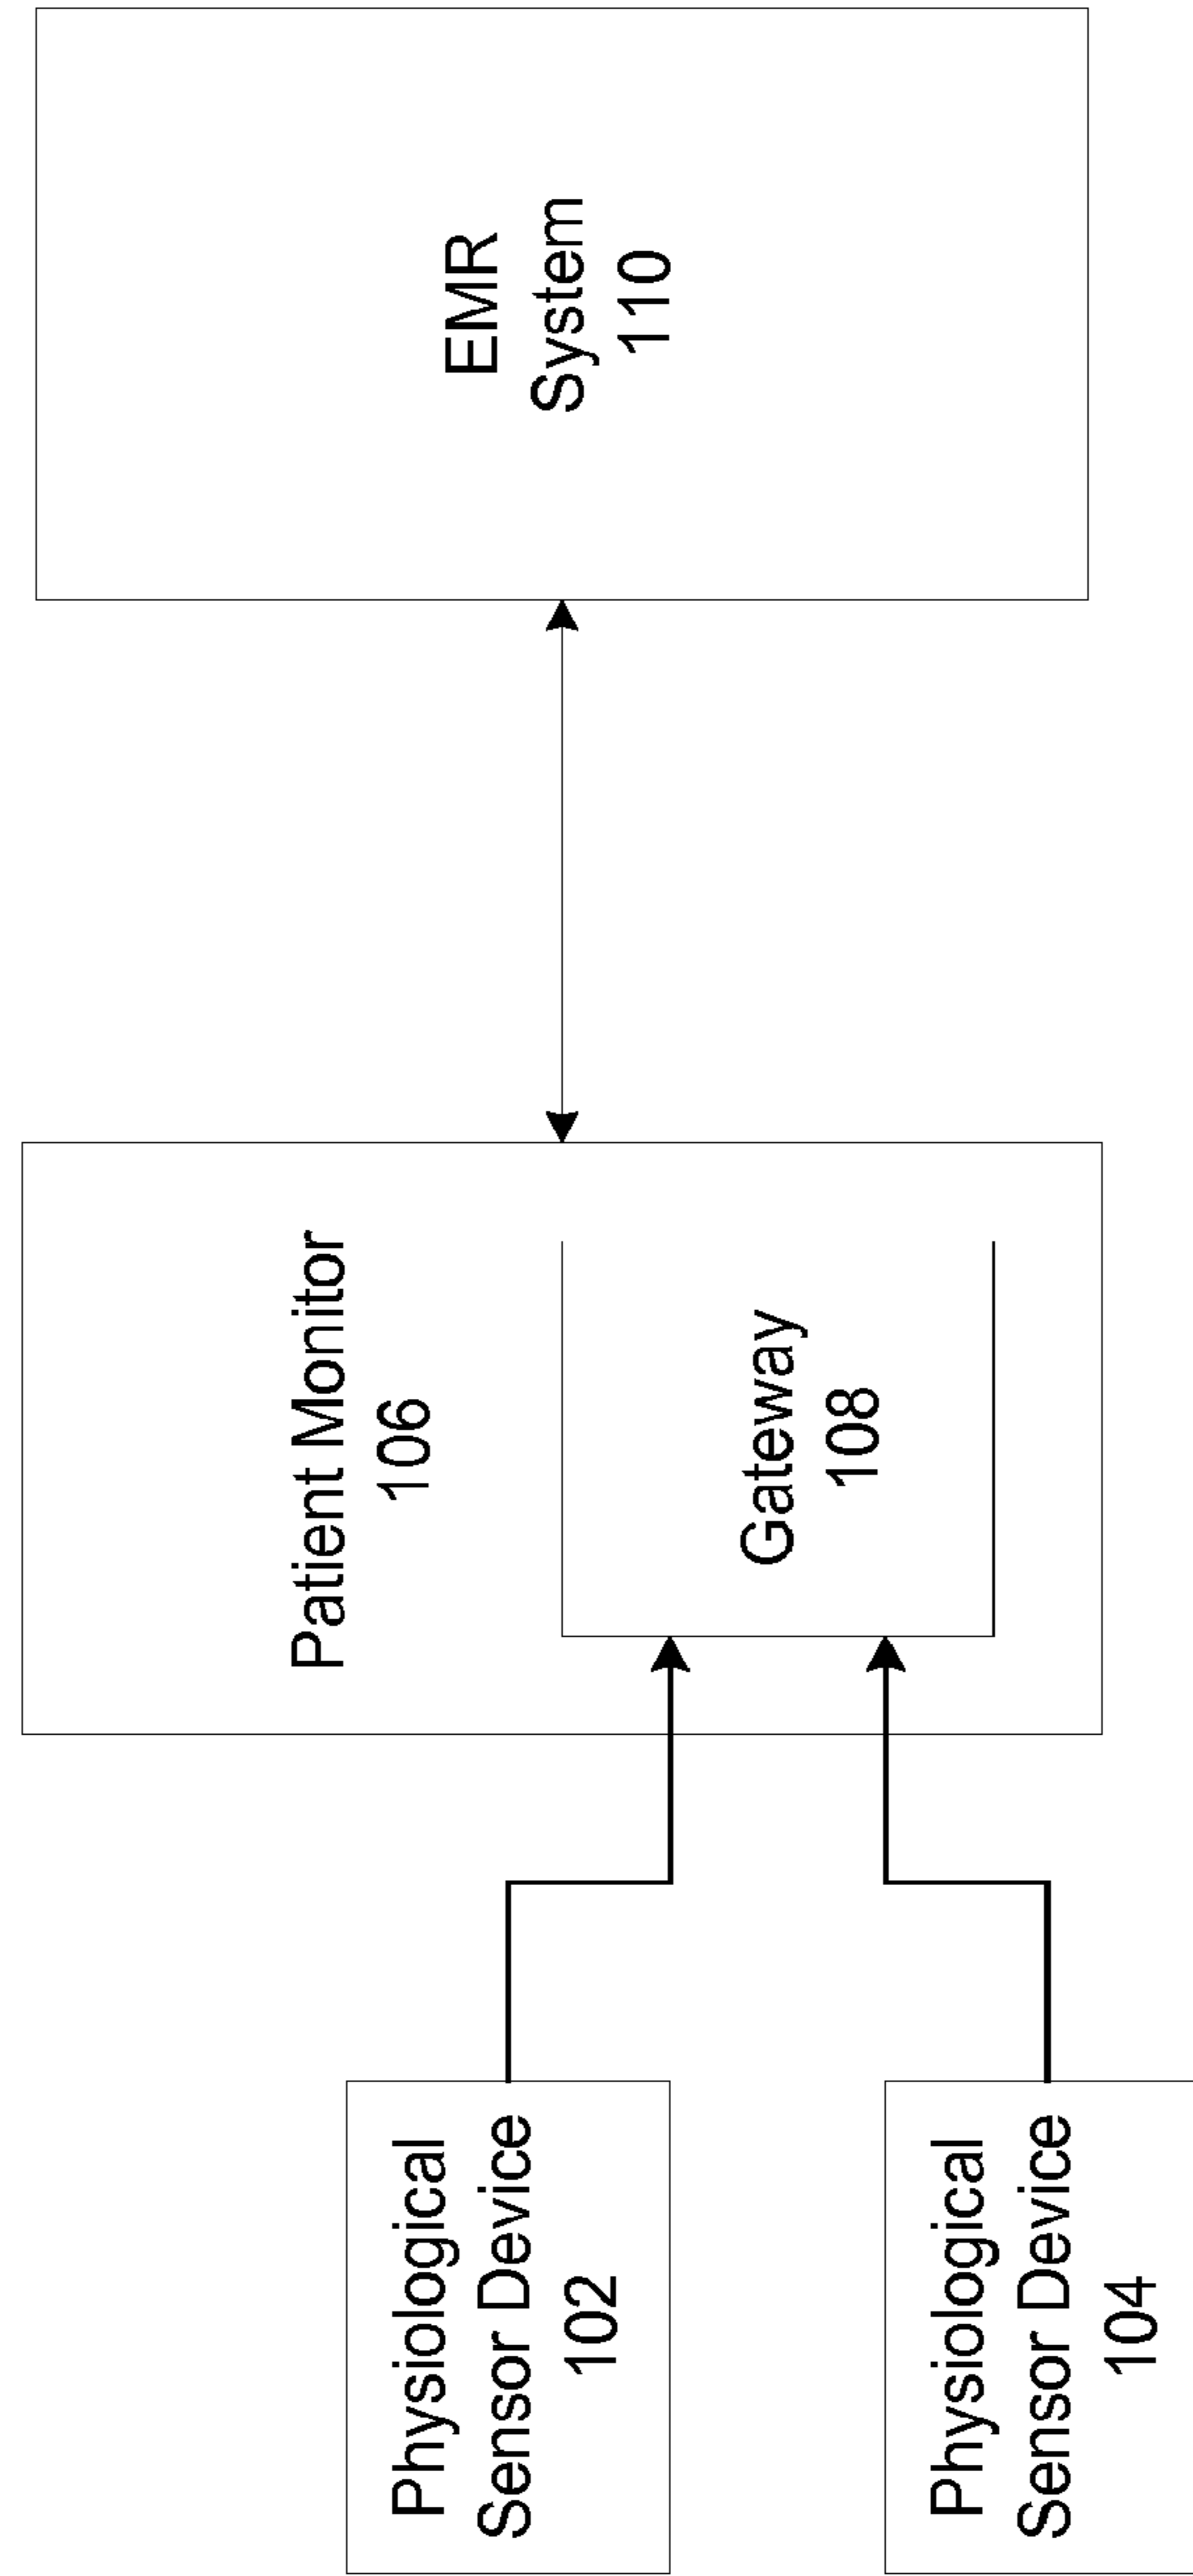 Physiological
Sensor Device
102
Physiological
Sensor Device
104
Patient Monitor
106
Gateway
108
EMR
System
110